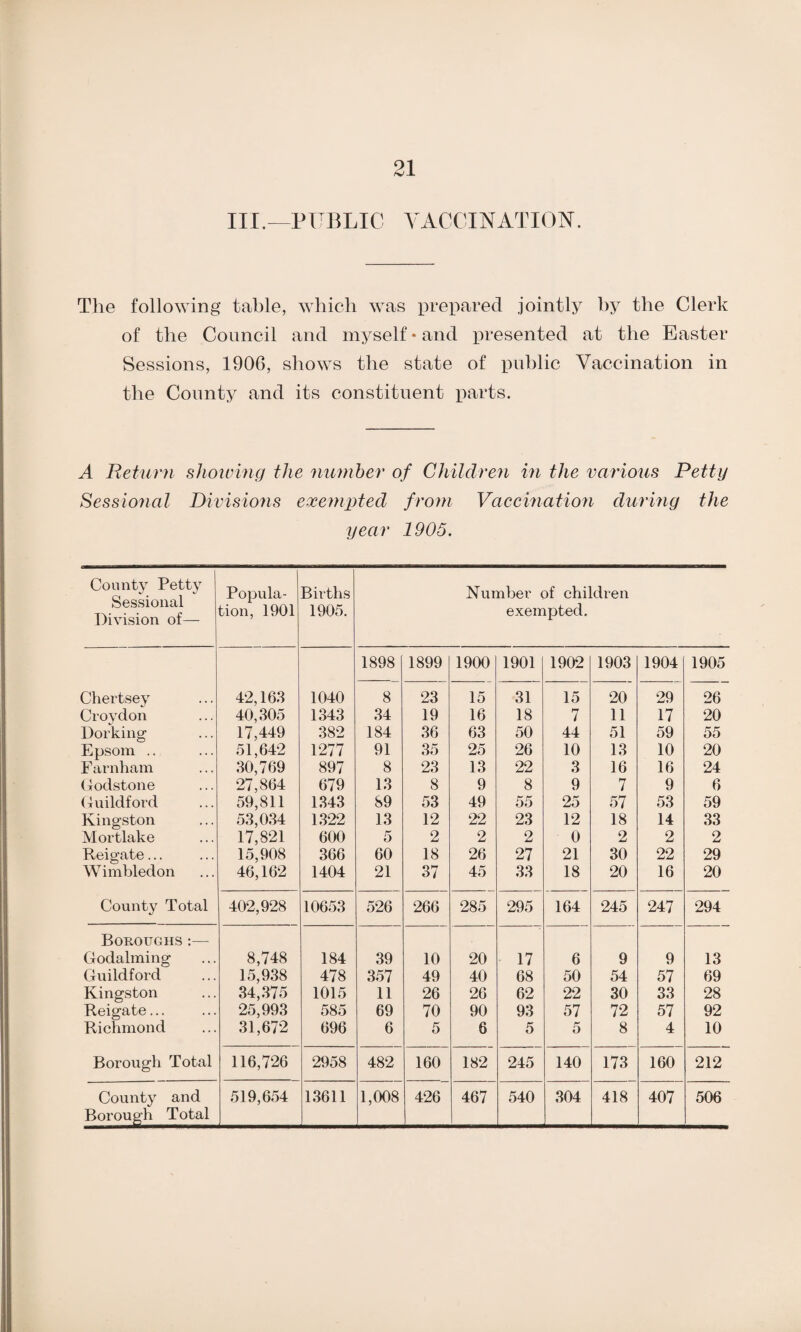 21
III.—PUBLIC VACCINATION.
The following table, which was prepared jointly by the Clerk
of the Council and myself • and presented at the Easter
Sessions, 1906, shows the state of public Vaccination in
the County and its constituent parts.
A Return showing the number of Children in the various Petty
Sessional Divisions exempted from Vaccination during the
year 1905.
County Petty Sessional Division of— Popula-tion, 1901 Births 1905. Number of children exempted.
1898 1899 1900 1901 1902 1903 1904 1905
Chertsey ... 42,163 1040 8 23 15 31 15 20 29 26
Croydon ... 40,305 1343 34 19 16 18 7 11 17 20
Dorking ... 17,449 382 184 36 63 50 44 51 59 55
Epsom .. ... 51,642 1277 91 35 25 26 10 13 10 20
Farnham ... 30,769 897 8 23 13 22 3 16 16 24
Godstone ... 27,864 679 13 8 9 8 9 7 9 6
Guildford ... 59,811 1343 89 53 49 55 25 57 53 59
Kingston ... 53,034 1322 13 12 22 23 12 18 14 33
Mortlake ... 17,821 600 5 2 2 2 0 2 2 2
Reigate... ... 15,908 366 60 18 26 27 21 30 22 29
Wimbledon ... 46,162 1404 21 37 45 33 18 20 16 20
County Total 402,928 10653 526 266 285 295 164 245 247 294
BOROUGHS :—
Godalming ... 8,748 184 39 10 20 17 6 9 9 13
Guildford ... 15,938 478 357 49 40 68 50 54 57 69
Kingston ... 34,375 1015 11 26 26 62 22 30 33 28
Reigate... ... 25,993 585 69 70 90 93 57 72 57 92
Richmond ... 31,672 696 6 5 6 5 5 8 4 10
Borough Total 116,726 2958 482 160 182 245 140 173 160 212
County and Borough Total 519,654 13611 1,008 426 467 540 304 418 407 506